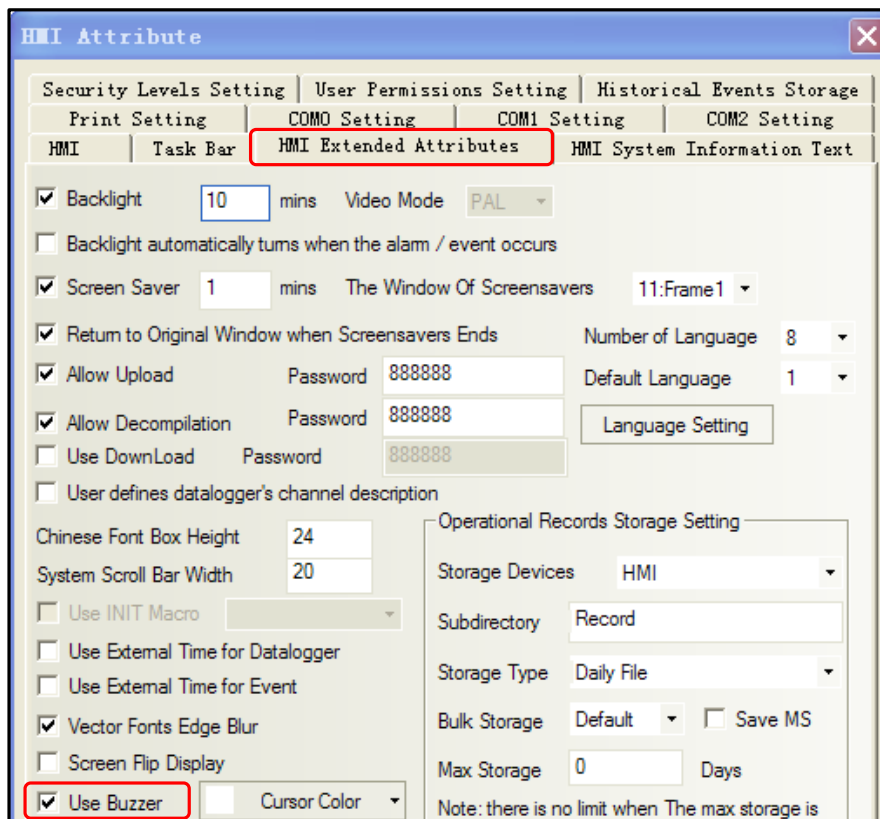 HMI Attribute
Security Levels Setting
User Permissions Setting
Historical Events Storage
Print Setting
COM0 Setting
COM1 Setting
COM2 Setting
HMI
Task Bar
HMI Extended Attributes
HMI System Information Text
Backlight 10 mins Video Mode PAL
Backlight automatically turns when the alarm / event occurs
Screen Saver 1 mins The Window Of Screensavers 11:Frame1
Return to Original Window when Screensavers Ends
Number of Language 8
Allow Upload Password 888888
Default Language 1
Allow Decompilation Password 888888
Language Setting
Use DownLoad Password 888888
User defines datalogger's channel description
Chinese Font Box Height 24
System Scroll Bar Width 20
Use INIT Macro
Use External Time for Datalogger
Use External Time for Event
Vector Fonts Edge Blur
Screen Flip Display
Use Buzzer
Cursor Color
Operational Records Storage Setting
Storage Devices HMI
Subdirectory Record
Storage Type Daily File
Bulk Storage Default Save MS
Max Storage 0 Days
Note: there is no limit when The max storage is